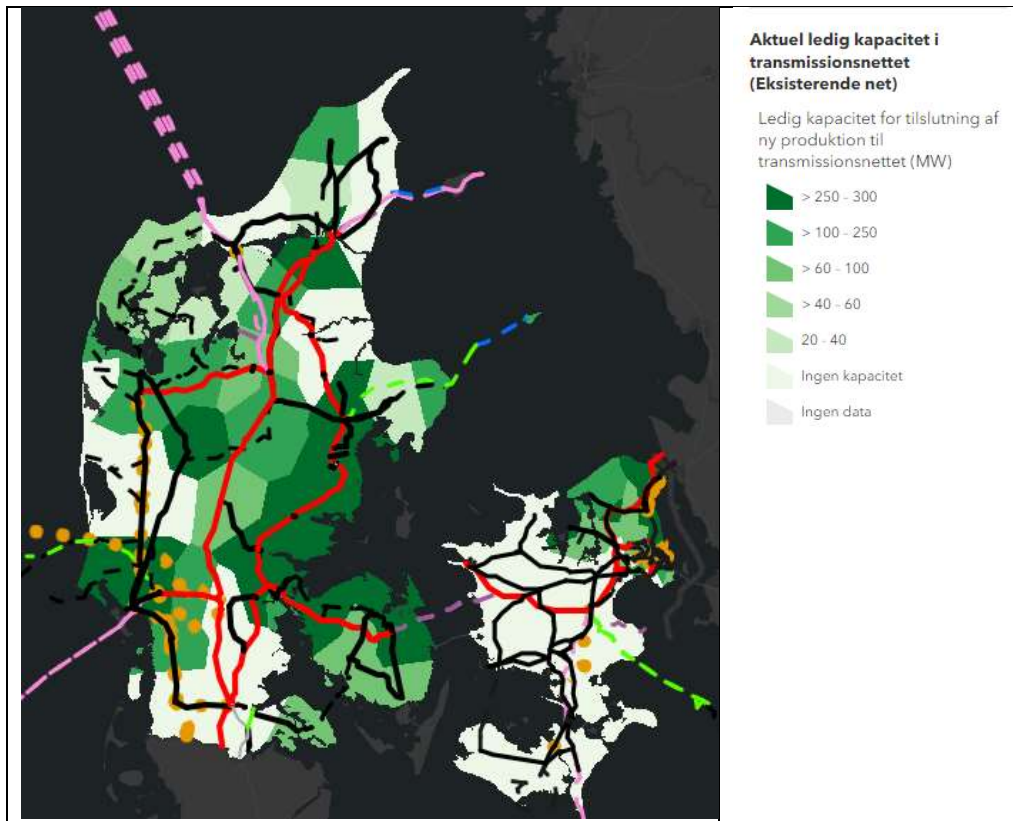 Aktuel ledig kapacitet i
transmissionsnettet
(Eksisterende net)
Ledig kapacitet for tilslutning af
ny produktion til
transmissionsnettet (MW)
> 250 - 300
> 100 - 250
> 60 - 100
> 40 - 60
20 - 40
Ingen kapacitet
Ingen data